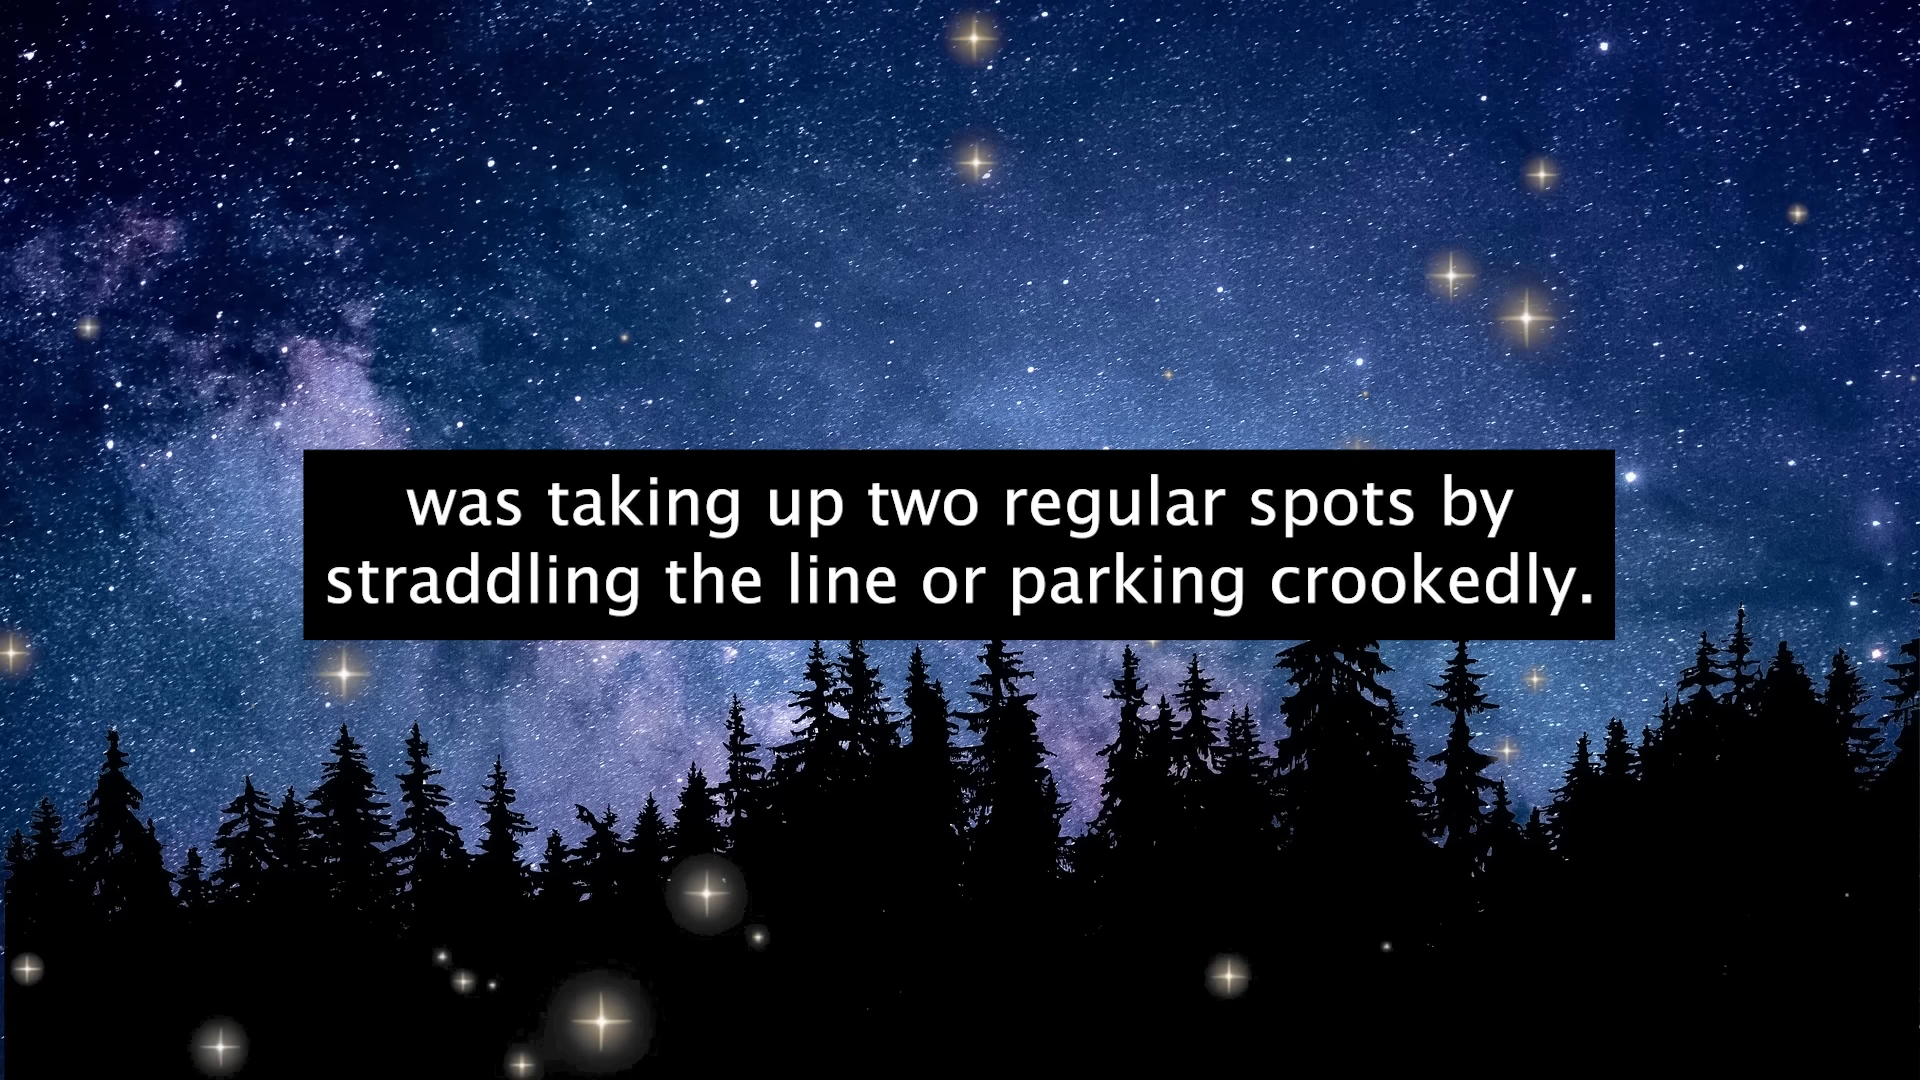 was taking up two regular spots by
straddling the line or parking crookedly.